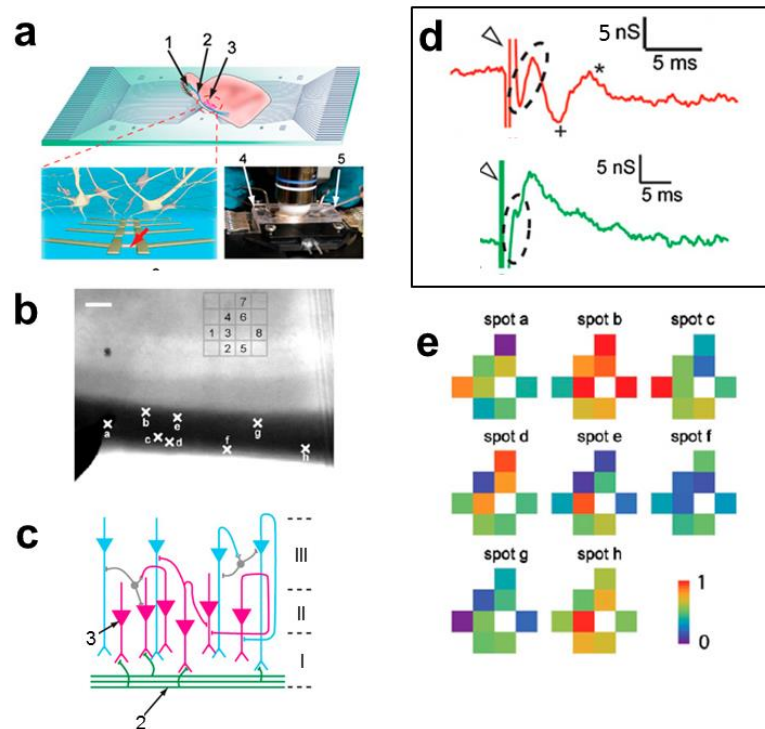 a
1 2 3
4 5
b
7
4 6
1 3 8
2 5
a b e g
c d f h
c
III
II
3
I
2
d
5 nS
5 ms
*
+
5 nS
5 ms
e
spot a spot b spot c
spot d spot e spot f
spot g spot h
1
0